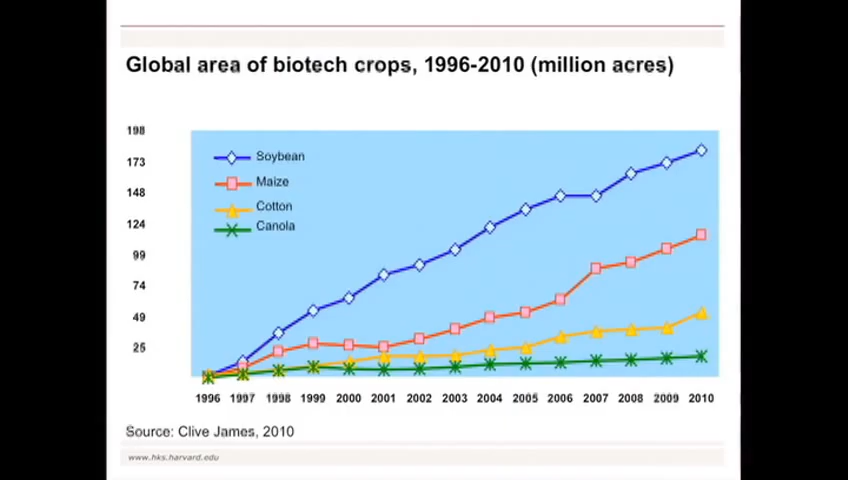 Global area of biotech crops, 1996-2010 (million acres)
198
173
148
124
99
74
49
25
Soybean
Maize
Cotton
Canola
1996 1997 1998 1999 2000 2001 2002 2003 2004 2005 2006 2007 2008 2009 2010
Source: Clive James, 2010
www.hks.harvard.edu